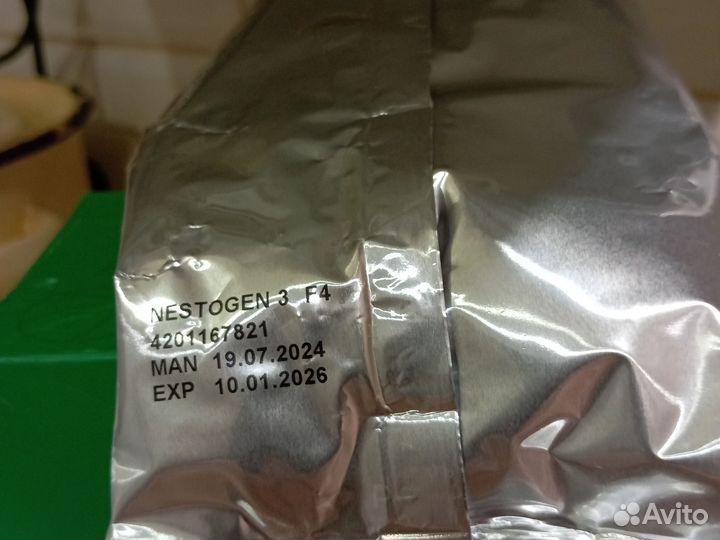 NESTOGEN 3 F4
4201167821
MAN 19.07.2024
EXP 10.01.2026
Avito